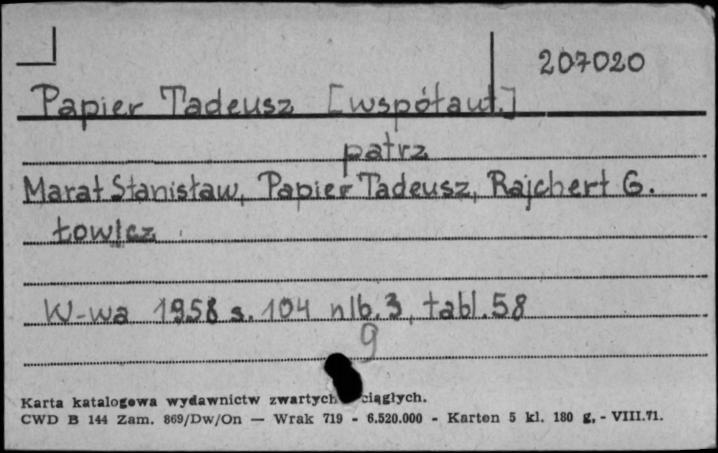 207020
Papier Tadeusz [współaut.]
patrz
Marat Stanisław, Papier Tadeusz, Rajchert G.
Łowicz
W-wa 1958 s. 104 nlb. 3, tabl. 58
9
Karta katalogowa wydawnictw zwartych ciągłych.
CWD B 144 Zam. 869/Dw/On — Wrak 719 - 6.520.000 - Karten 5 kl. 180 g. - VIII.71.